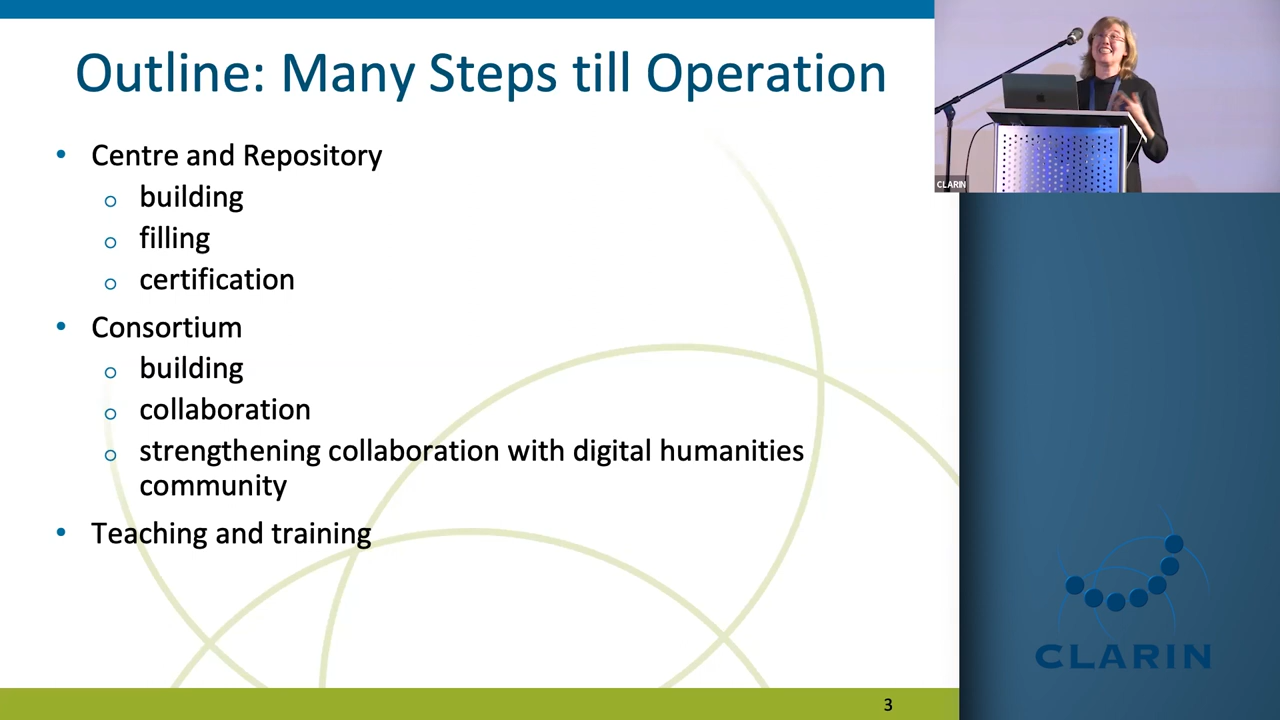 Outline: Many Steps till Operation
• Centre and Repository
o building
o filling
o certification
• Consortium
o building
o collaboration
o strengthening collaboration with digital humanities
community
• Teaching and training
3
CLARIN
CLARIN